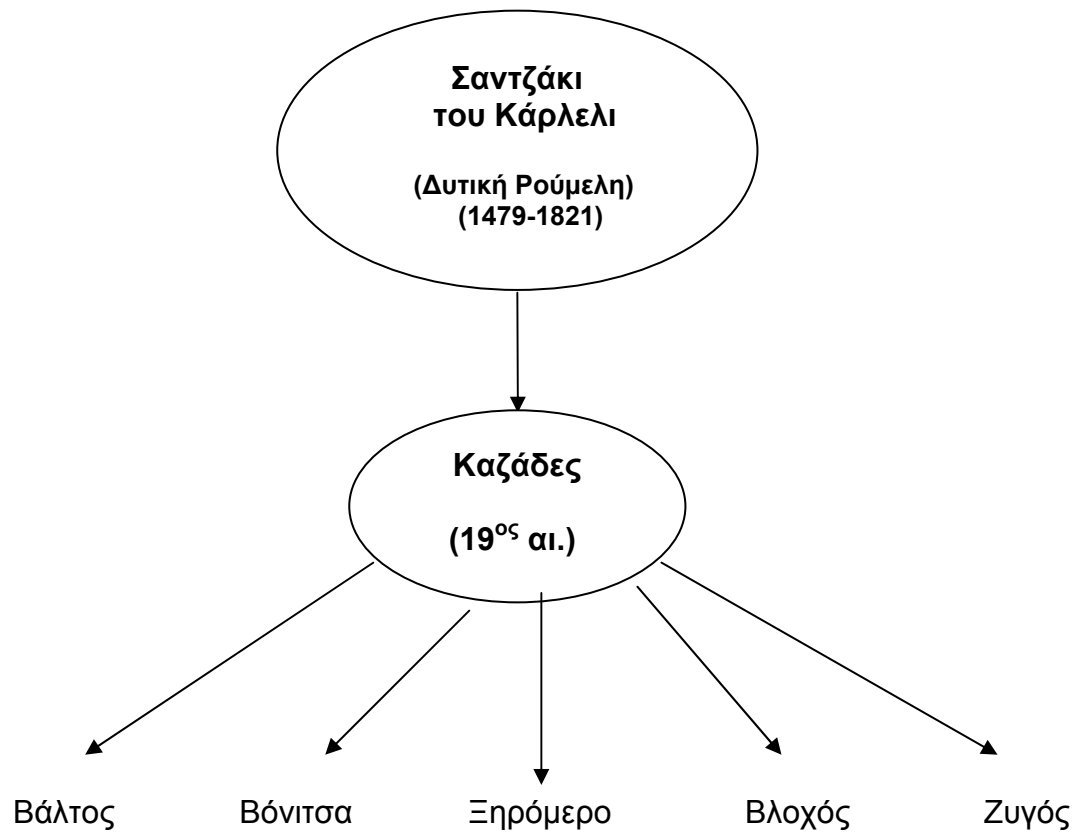 Σαντζάκι
του Κάρλελι
(Δυτική Ρούμελη)
(1479-1821)
Καζάδες
(19ος αι.)
Βάλτος Βόνιτσα Ξηρόμερο Βλοχός Ζυγός